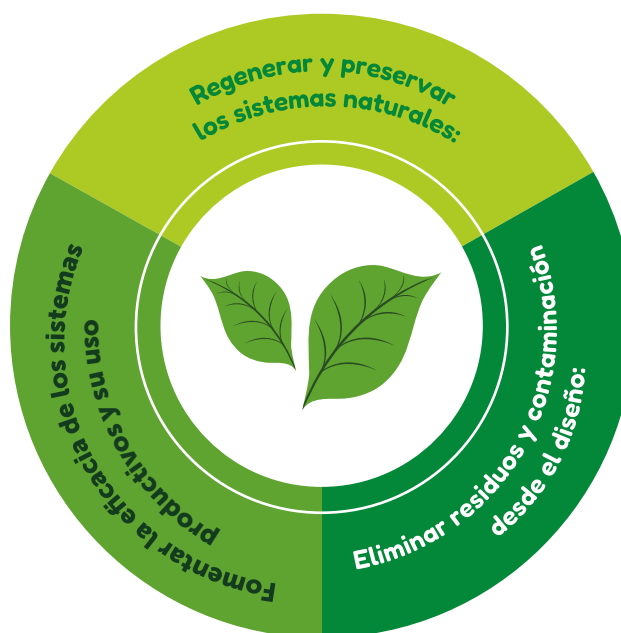 Regenerar y preservar
los sistemas naturales:
Eliminar residuos y contaminación
desde el diseño:
Fomentar la eficacia de los sistemas
productivos y su uso